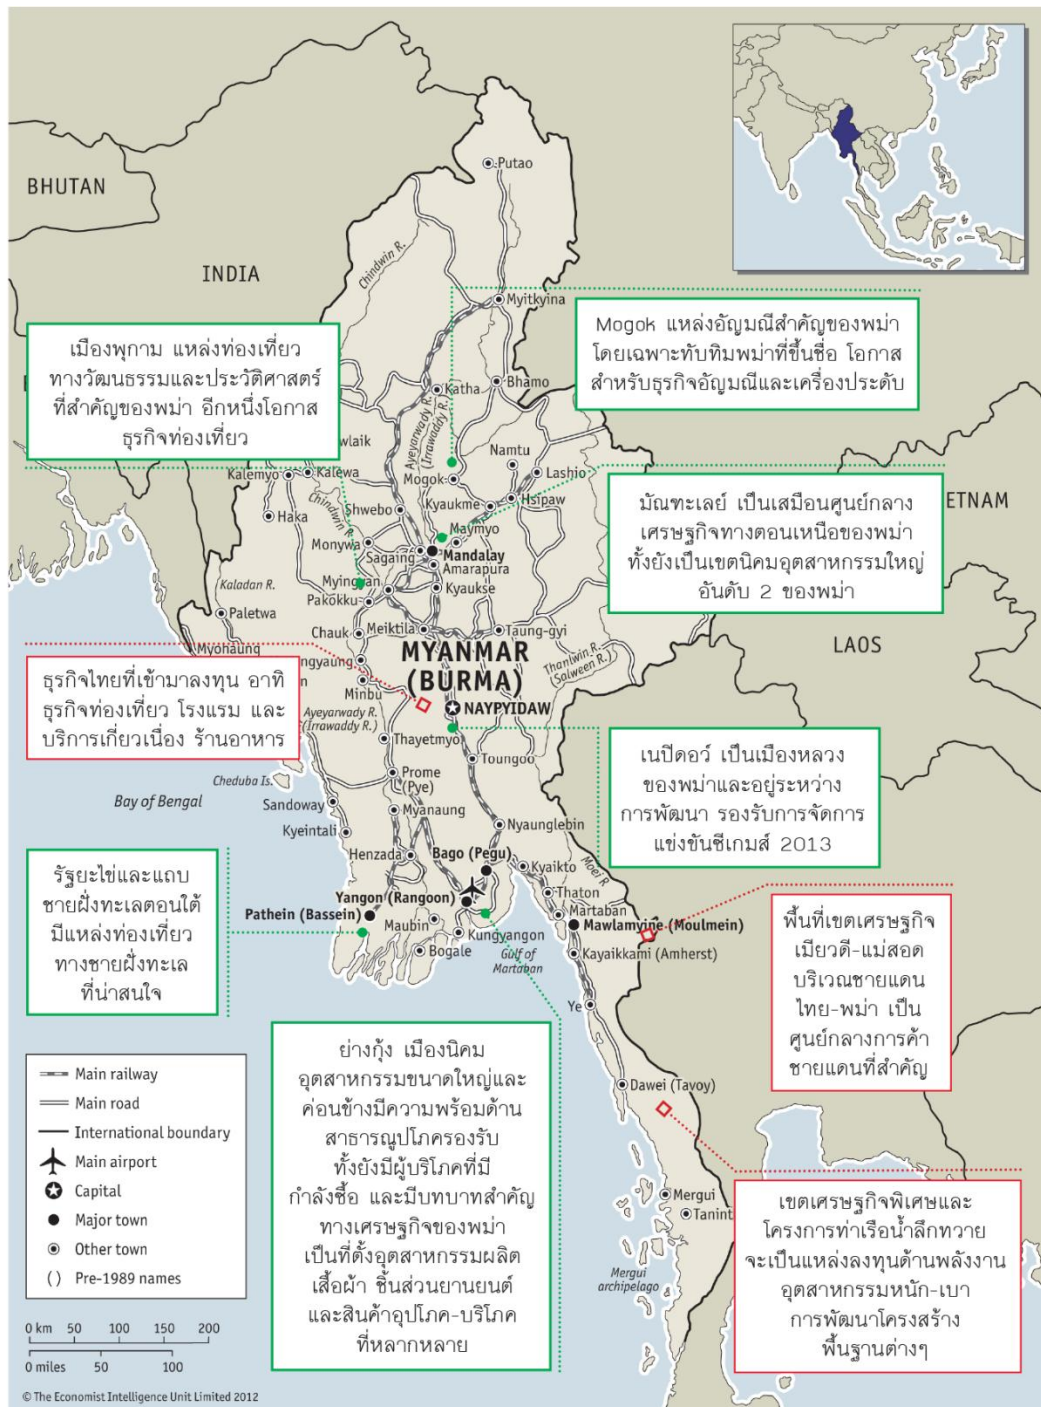 BHUTAN
INDIA
Putao
Chindwin R.
Myitkyina
Mogok แหล่งอัญมณีสำคัญของพม่า
โดยเฉพาะทับทิมพม่าที่ขึ้นชื่อ โอกาส
สำหรับธุรกิจอัญมณีและเครื่องประดับ
เมืองพุกาม แหล่งท่องเที่ยว
ทางวัฒนธรรมและประวัติศาสตร์
ที่สำคัญของพม่า อีกหนึ่งโอกาส
ธุรกิจท่องเที่ยว
Katha
Bhamo
Ayeyarwady R.
(Irrawaddy R.)
Namtu
Kalemyo
Kalewa
Mogok
Lashio
Chindwin R.
Shwebo
Kyaukme
Hsipaw
Haka
Maymyo
Monywa
Sagaing
Mandalay
Amarapura
มัณฑะเลย์ เป็นเสมือนศูนย์กลาง
เศรษฐกิจทางตอนเหนือของพม่า
ทั้งยังเป็นเขตนิคมอุตสาหกรรมใหญ่
อันดับ 2 ของพม่า
ETNAM
Kaladan R.
Myingyan
Kyaukse
Pakokku
Paletwa
Chauk
Meiktila
Taung-gyi
Myohaung
MYANMAR
(BURMA)
Thanlwin R.
(Salween R.)
LAOS
ngyaung
Minbu
ธุรกิจไทยที่เข้ามาลงทุน อาทิ
ธุรกิจท่องเที่ยว โรงแรม และ
บริการเกี่ยวเนื่อง ร้านอาหาร
Ayeyarwady R.
(Irrawaddy R.)
NAYPYIDAW
Thayetmyo
Toungoo
เนปิดอว์ เป็นเมืองหลวง
ของพม่าและอยู่ระหว่าง
การพัฒนา รองรับการจัดการ
แข่งขันซีเกมส์ 2013
Cheduba Is.
Prome
(Pye)
Bay of Bengal
Sandoway
Myanaung
Kyeintali
Nyaunglebin
Henzada
Bago (Pegu)
Kyaikto
Moei R
รัฐยะไข่และแถบ
ชายฝั่งทะเลตอนใต้
มีแหล่งท่องเที่ยว
ทางชายฝั่งทะเล
ที่น่าสนใจ
Yangon (Rangoon)
Thaton
Pathein (Bassein)
Martaban
Maubin
Mawlamyine (Moulmein)
Kungyangon
Bogale
Gulf of
Martaban
Kayaikkami (Amherst)
พื้นที่เขตเศรษฐกิจ
เมียวดี-แม่สอด
บริเวณชายแดน
ไทย-พม่า เป็น
ศูนย์กลางการค้า
ชายแดนที่สำคัญ
Ye
ย่างกุ้ง เมืองนิคม
อุตสาหกรรมขนาดใหญ่และ
ค่อนข้างมีความพร้อมด้าน
สาธารณูปโภครองรับ
ทั้งยังมีผู้บริโภคที่มี
กำลังซื้อ และมีบทบาทสำคัญ
ทางเศรษฐกิจของพม่า
เป็นที่ตั้งอุตสาหกรรมผลิต
เสื้อผ้า ชิ้นส่วนยานยนต์
และสินค้าอุปโภค-บริโภค
ที่หลากหลาย
Dawei (Tavoy)
Mergui
Tanint
Mergui
archipelago
เขตเศรษฐกิจพิเศษและ
โครงการท่าเรือน้ำลึกทวาย
จะเป็นแหล่งลงทุนด้านพลังงาน
อุตสาหกรรมหนัก-เบา
การพัฒนาโครงสร้าง
พื้นฐานต่างๆ
Main railway
Main road
International boundary
Main airport
Capital
Major town
Other town
( ) Pre-1989 names
0 km 50 100 150 200
0 miles 50 100
© The Economist Intelligence Unit Limited 2012